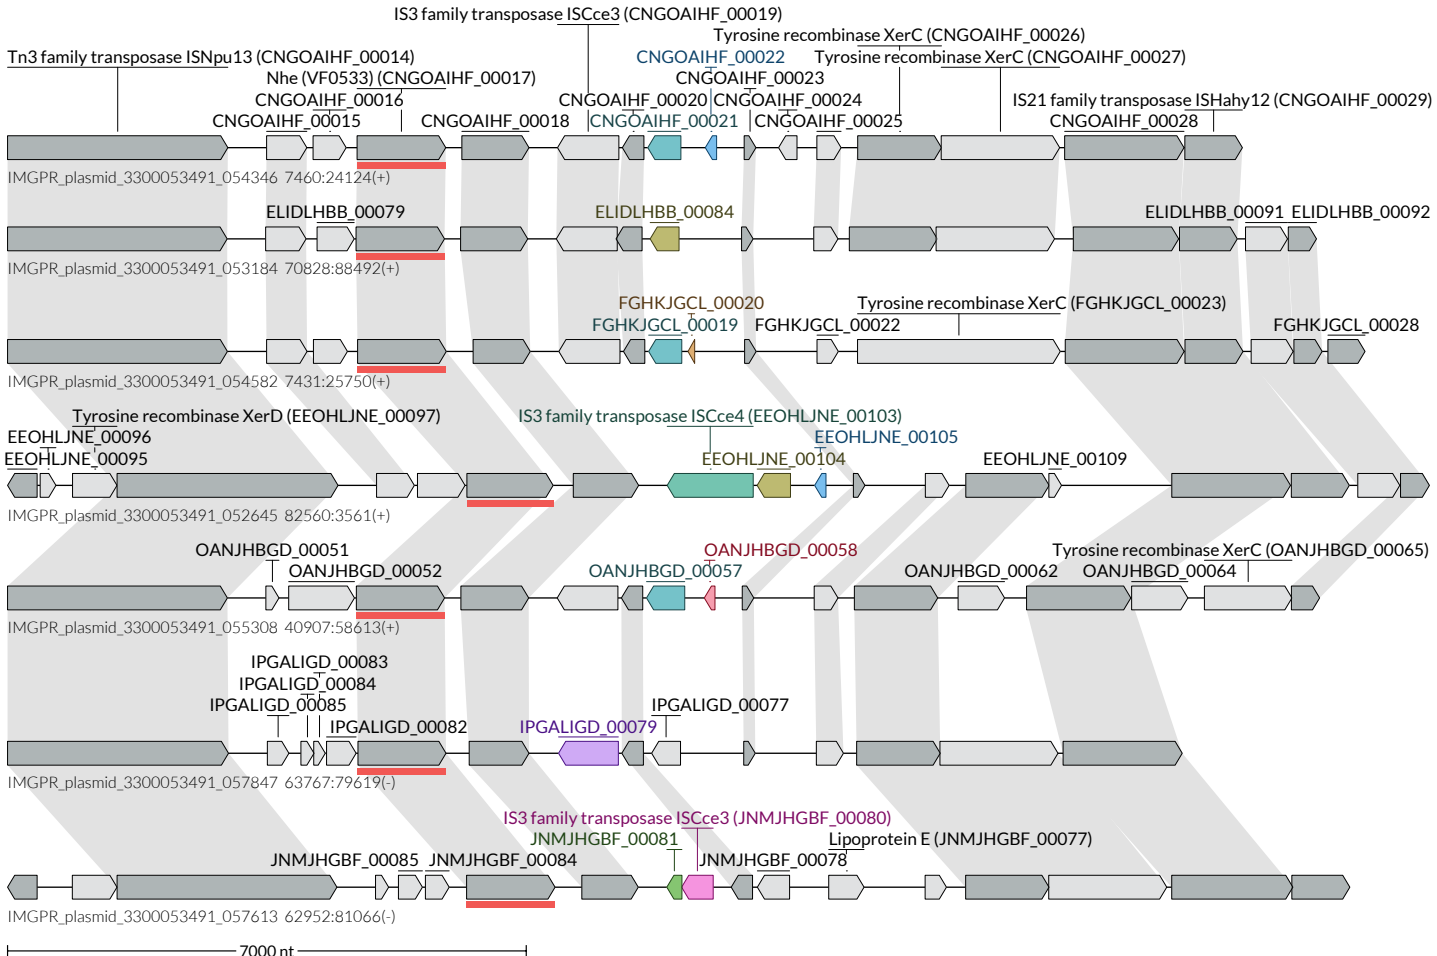 IS3 family transposase ISCce3 (CNGOAIHF_00019)
Tyrosine recombinase XerC (CNGOAIHF_00026)
Tn3 family transposase ISNpu13 (CNGOAIHF_00014)
CNGOAIHF_00022
Tyrosine recombinase XerC (CNGOAIHF_00027)
Nhe (VF0533) (CNGOAIHF_00017)
CNGOAIHF_00023
CNGOAIHF_00016
CNGOAIHF_00020
CNGOAIHF_00024
IS21 family transposase ISHahy12 (CNGOAIHF_00029)
CNGOAIHF_00015
CNGOAIHF_00018
CNGOAIHF_00021
CNGOAIHF_00025
CNGOAIHF_00028
IMGPR_plasmid_3300053491_054346 7460:24124(+)
ELIDLHBB_00079
ELIDLHBB_00084
ELIDLHBB_00091
ELIDLHBB_00092
IMGPR_plasmid_3300053491_053184 70828:88492(+)
FGHKJGCL_00020
Tyrosine recombinase XerC (FGHKJGCL_00023)
FGHKJGCL_00019
FGHKJGCL_00022
FGHKJGCL_00028
IMGPR_plasmid_3300053491_054582 7431:25750(+)
Tyrosine recombinase XerD (EEOHLJNE_00097)
IS3 family transposase ISCce4 (EEOHLJNE_00103)
EEOHLJNE_00096
EEOHLJNE_00105
EEOHLJNE_00095
EEOHLJNE_00104
EEOHLJNE_00109
IMGPR_plasmid_3300053491_052645 82560:3561(+)
OANJHBGD_00051
OANJHBGD_00058
Tyrosine recombinase XerC (OANJHBGD_00065)
OANJHBGD_00052
OANJHBGD_00057
OANJHBGD_00062
OANJHBGD_00064
IMGPR_plasmid_3300053491_055308 40907:58613(+)
IPGALIGD_00083
IPGALIGD_00084
IPGALIGD_00085
IPGALIGD_00077
IPGALIGD_00082
IPGALIGD_00079
IMGPR_plasmid_3300053491_057847 63767:79619(-)
IS3 family transposase ISCce3 (JNMJHGBF_00080)
JNMJHGBF_00081
Lipoprotein E (JNMJHGBF_00077)
JNMJHGBF_00085
JNMJHGBF_00084
JNMJHGBF_00078
IMGPR_plasmid_3300053491_057613 62952:81066(-)
7000 nt